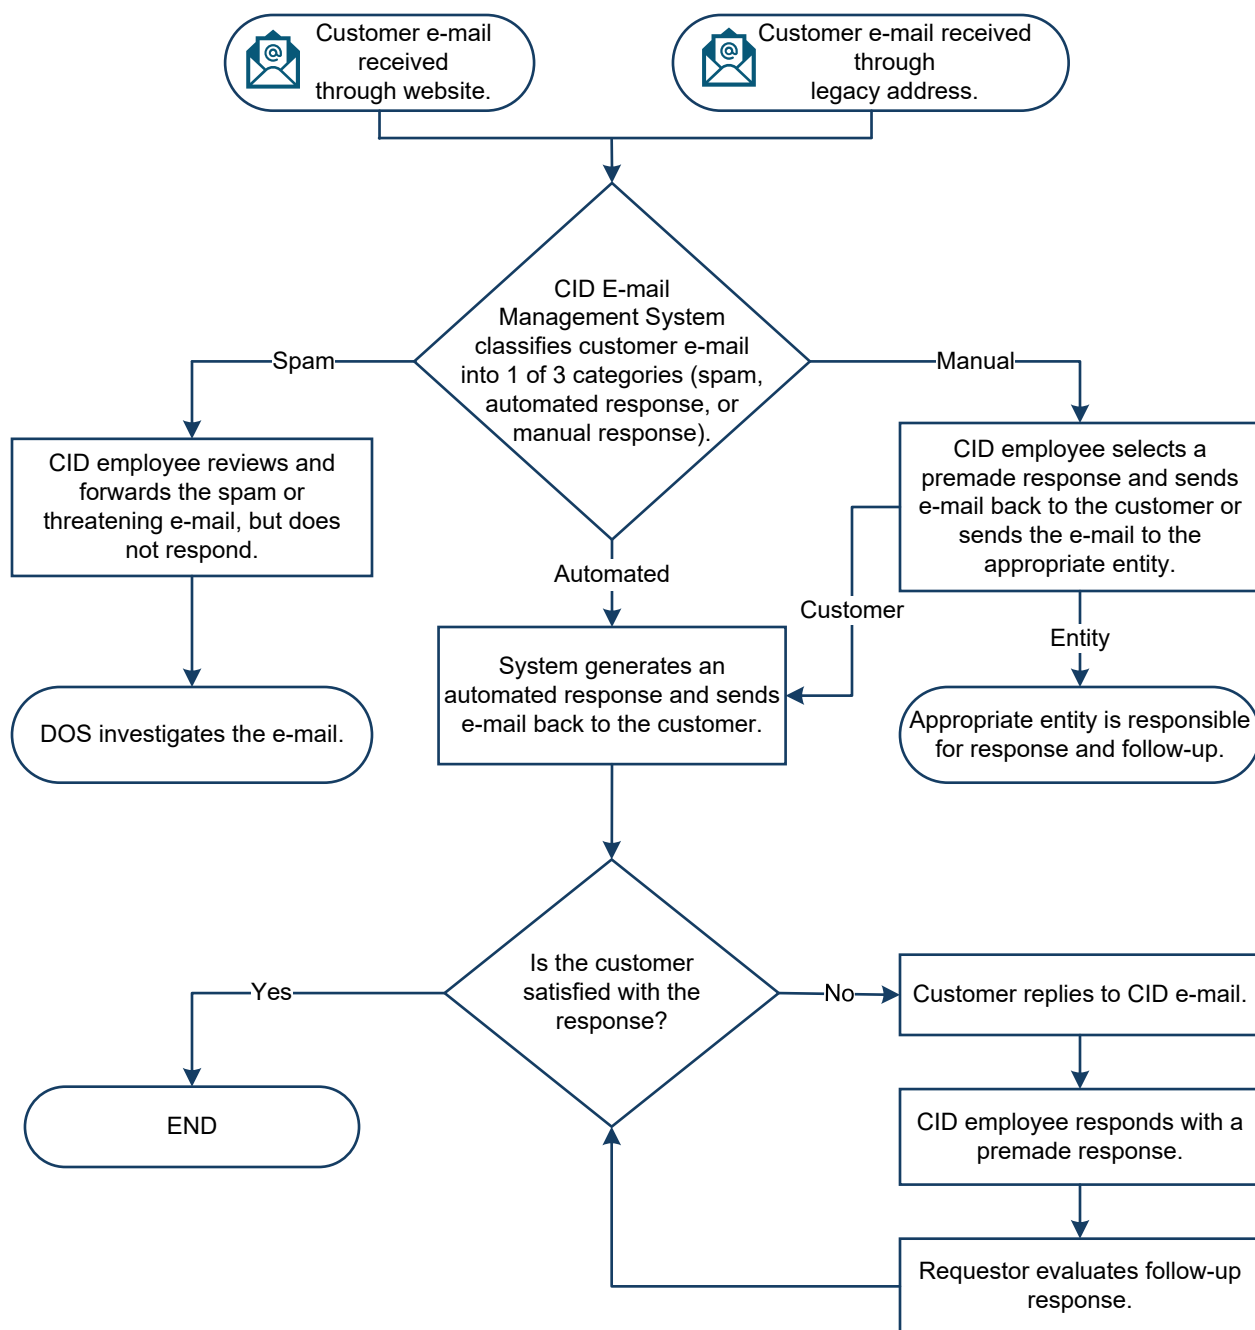 Customer e-mail
received
through website.
Customer e-mail received
through
legacy address.
CID E-mail
Management System
classifies customer e-mail
into 1 of 3 categories (spam,
automated response, or
manual response).
Spam
Manual
CID employee reviews and
forwards the spam or
threatening e-mail, but does
not respond.
CID employee selects a
premade response and sends
e-mail back to the customer or
sends the e-mail to the
appropriate entity.
Automated
Customer
Entity
System generates an
automated response and sends
e-mail back to the customer.
DOS investigates the e-mail.
Appropriate entity is responsible
for response and follow-up.
Is the customer
satisfied with the
response?
Yes
No
Customer replies to CID e-mail.
END
CID employee responds with a
premade response.
Requestor evaluates follow-up
response.